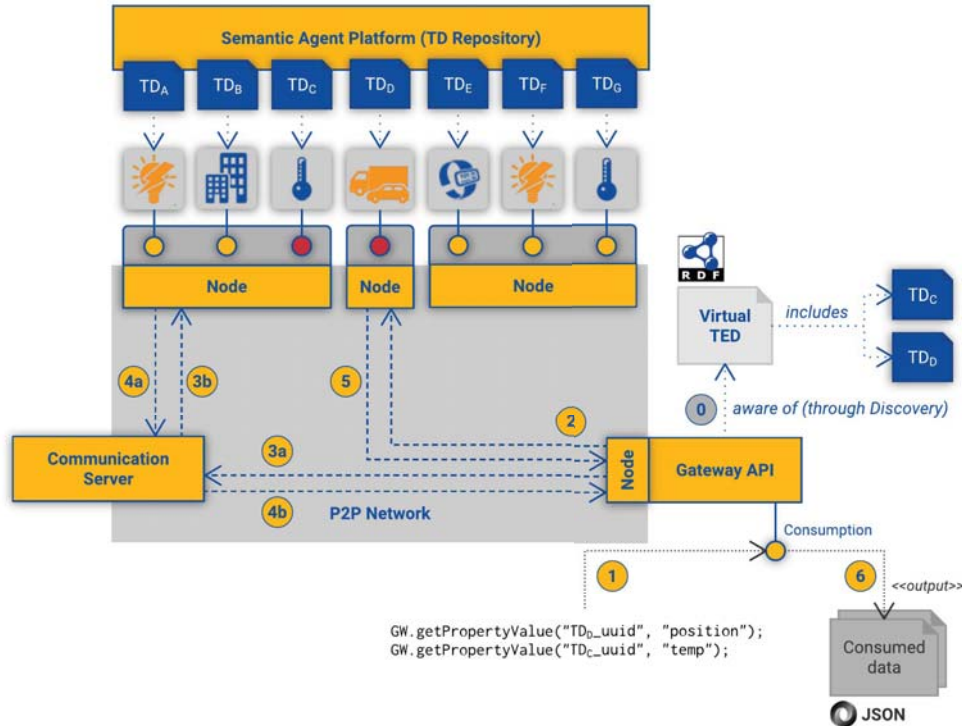 Semantic Agent Platform (TD Repository)
TDA TDB TDC TDD TDE TDF TDG
Node Node Node
RDF
Virtual
TED
includes
TDC
TDD
4a 3b 5
0 aware of (through Discovery)
2
Communication
Server
3a
Node
Gateway API
4b
P2P Network
Consumption
1
6
<<output>>
GW.getPropertyValue("TDD_uuid", "position");
GW.getPropertyValue("TDC_uuid", "temp");
Consumed
data
JSON